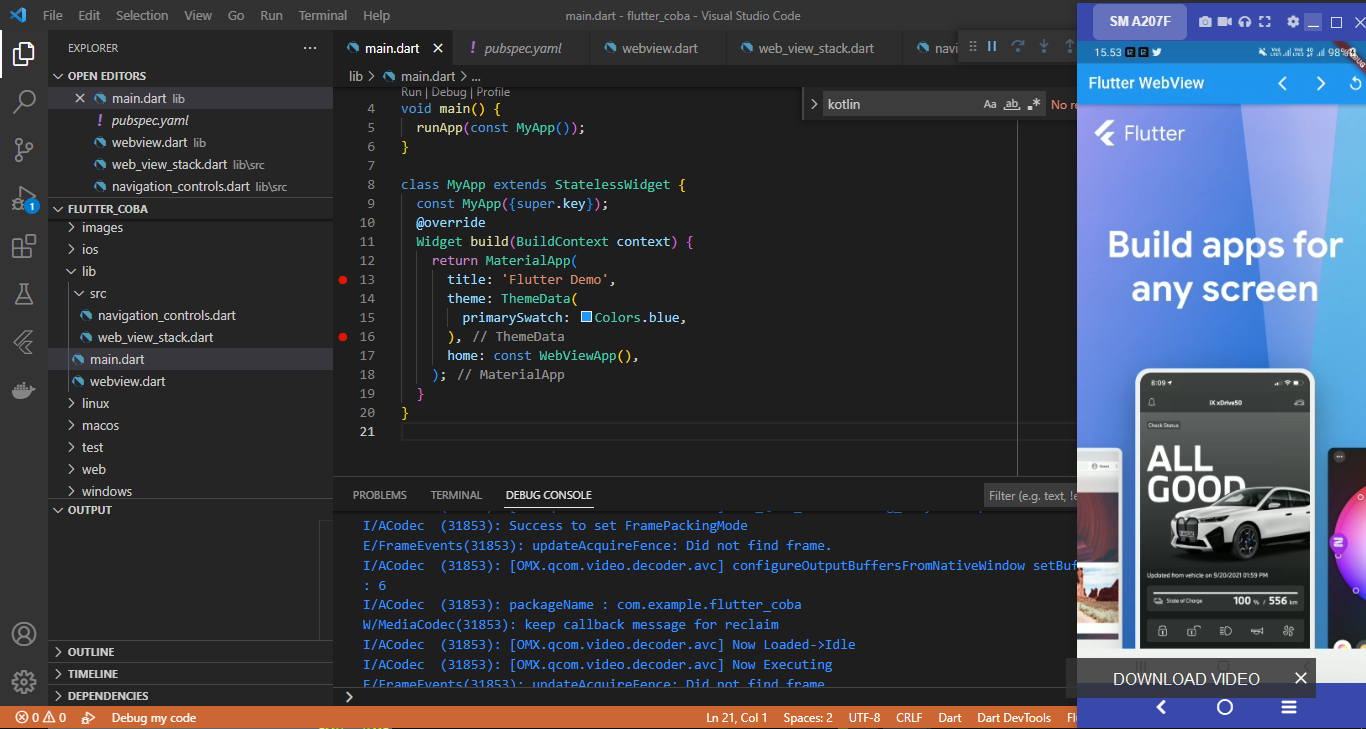 File Edit Selection View Go Run Terminal Help
main.dart - flutter_coba - Visual Studio Code
EXPLORER
OPEN EDITORS
main.dart lib
! pubspec.yaml
webview.dart lib
web_view_stack.dart lib\src
navigation_controls.dart lib\src
1
FLUTTER_COBA
images
ios
lib
src
navigation_controls.dart
web_view_stack.dart
main.dart
webview.dart
linux
macos
test
web
windows
OUTPUT
OUTLINE
TIMELINE
DEPENDENCIES
main.dart
! pubspec.yaml
webview.dart
web_view_stack.dart
navi
lib > main.dart > ...
kotlin
Aa ab
No re
Run | Debug | Profile
4 void main() {
5 runApp(const MyApp());
6 }
7
8 class MyApp extends StatelessWidget {
9 const MyApp({super.key});
10 @override
11 Widget build(BuildContext context) {
12 return MaterialApp(
13 title: 'Flutter Demo',
14 theme: ThemeData(
15 primarySwatch: Colors.blue,
16 ), // ThemeData
17 home: const WebViewApp(),
18 ); // MaterialApp
19 }
20 }
21
PROBLEMS TERMINAL DEBUG CONSOLE
Filter (e.g. text, !e
I/ACodec (31853): Success to set FramePackingMode
E/FrameEvents(31853): updateAcquireFence: Did not find frame.
I/ACodec (31853): [OMX.qcom.video.decoder.avc] configureOutputBuffersFromNativeWindow setBuf
: 6
I/ACodec (31853): packageName : com.example.flutter_coba
W/MediaCodec(31853): keep callback message for reclaim
I/ACodec (31853): [OMX.qcom.video.decoder.avc] Now Loaded->Idle
I/ACodec (31853): [OMX.qcom.video.decoder.avc] Now Executing
E/FrameEvents(31853): updateAcquireFence: Did not find frame
0 0 Debug my code
Ln 21, Col 1 Spaces: 2 UTF-8 CRLF Dart Dart DevTools Fl
SM A207F
15.53
98%
Flutter WebView
Flutter
Build apps for
any screen
8:09
iX xDrive50
Check Status
ALL
GOOD
Updated from vehicle on 9/20/2021 01:59 PM
State of Charge 100 % / 556 km
DOWNLOAD VIDEO